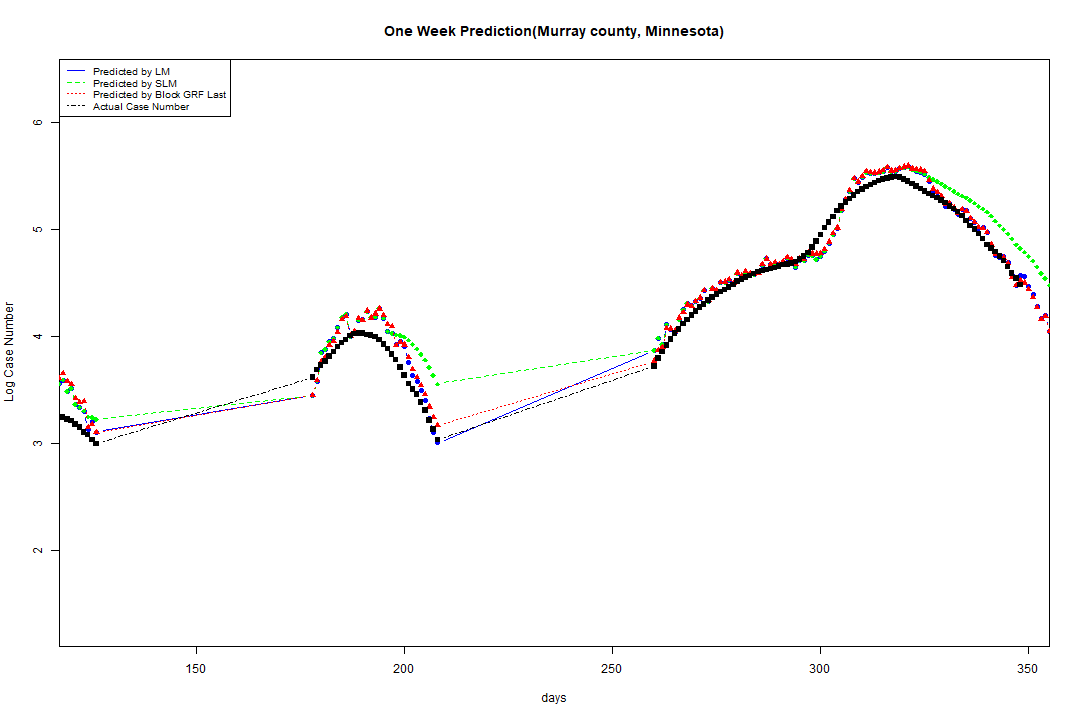 One Week Prediction(Murray county, Minnesota)
Predicted by LM
Predicted by SLM
Predicted by Block GRF Last
Actual Case Number
6
5
4
3
2
Log Case Number
150 200 250 300 350
days